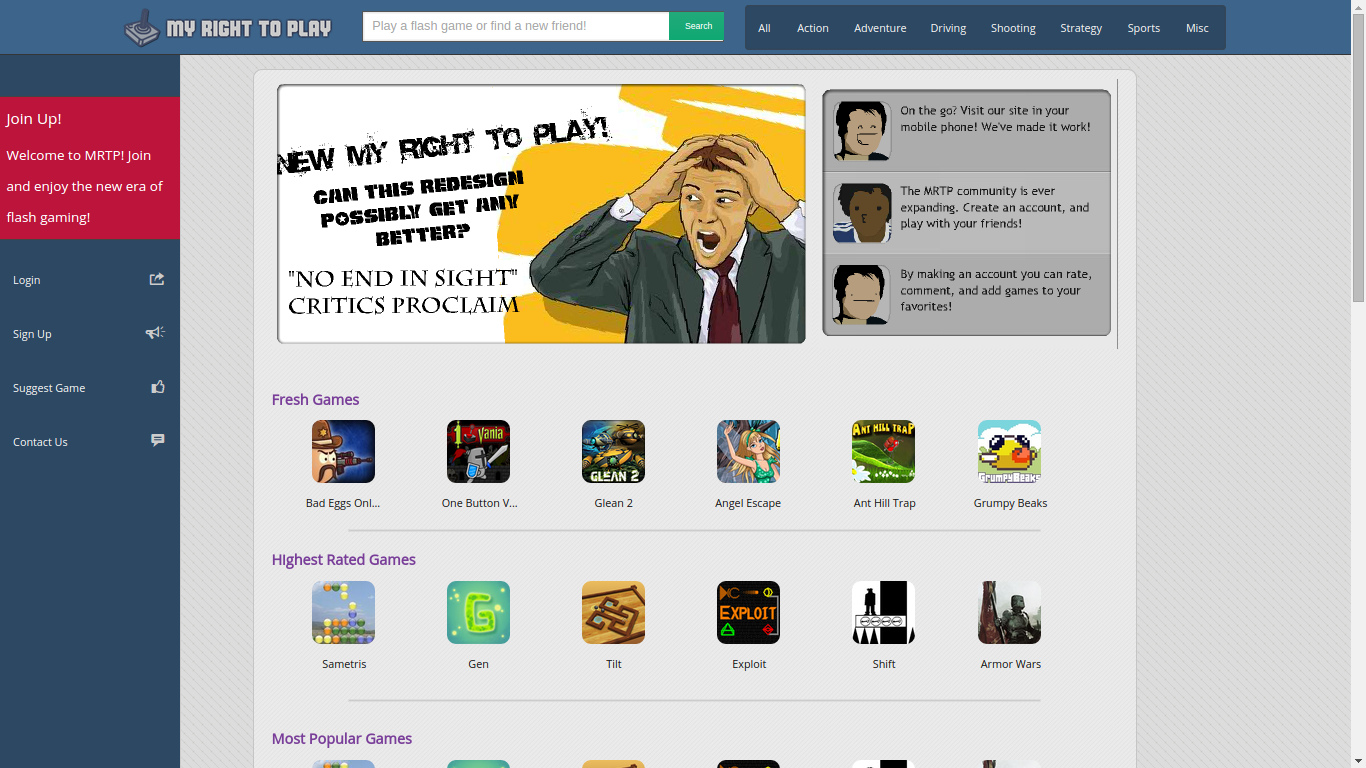 MY RIGHT TO PLAY
Play a flash game or find a new friend!
Search
All
Action
Adventure
Driving
Shooting
Strategy
Sports
Misc
Join Up!
Welcome to MRTP! Join
and enjoy the new era of
flash gaming!
Login
Sign Up
Suggest Game
Contact Us
NEW MY RIGHT TO PLAY!
CAN THIS REDESIGN
POSSIBLY GET ANY
BETTER?
"NO END IN SIGHT"
CRITICS PROCLAIM
On the go? Visit our site in your
mobile phone! We've made it work!
The MRTP community is ever
expanding. Create an account, and
play with your friends!
By making an account you can rate,
comment, and add games to your
favorites!
Fresh Games
1 Vania
GLEAN 2
ANT HILL TRAP
GRUMPYBEAKS
Bad Eggs Onl...
One Button V...
Glean 2
Angel Escape
Ant Hill Trap
Grumpy Beaks
HIghest Rated Games
G
EXPLOIT
Sametris
Gen
Tilt
Exploit
Shift
Armor Wars
Most Popular Games